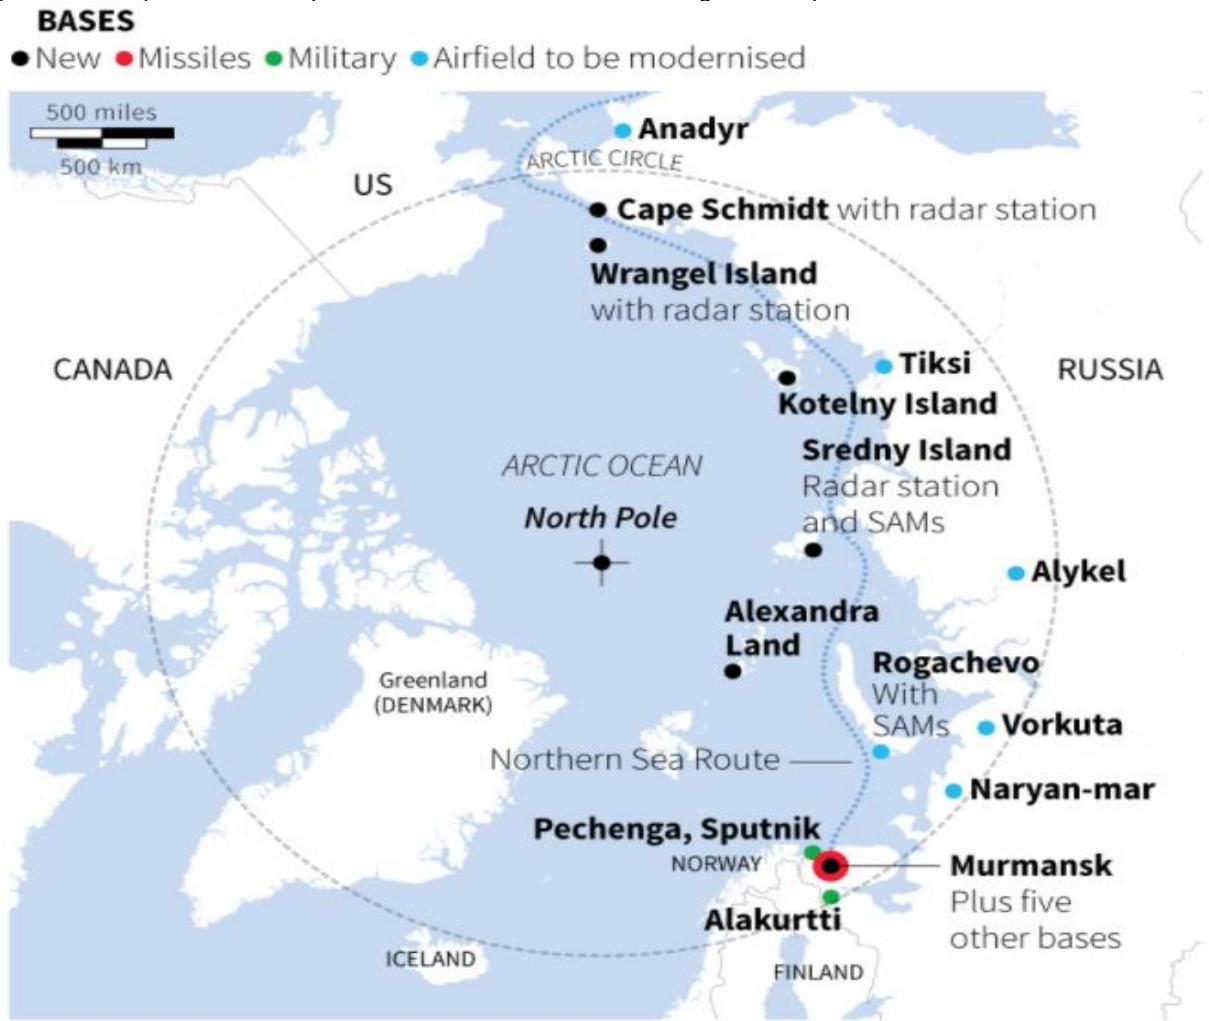 BASES
New Missiles Military Airfield to be modernised
500 miles
500 km
Anadyr
ARCTIC CIRCLE
US
Cape Schmidt with radar station
Wrangel Island
with radar station
CANADA
Tiksi
RUSSIA
Kotelny Island
Sredny Island
Radar station
and SAMs
ARCTIC OCEAN
North Pole
Alykel
Alexandra
Land
Rogachevo
With
SAMs
Greenland
(DENMARK)
Vorkuta
Northern Sea Route
Naryan-mar
Pechenga, Sputnik
NORWAY
Murmansk
Plus five
other bases
Alakurtti
ICELAND
FINLAND